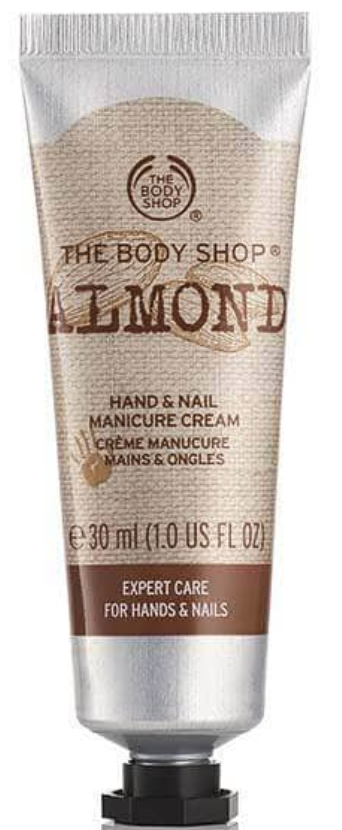 THE
BODY
SHOP
®
THE BODY SHOP®
ALMOND
HAND & NAIL
MANICURE CREAM
CRÈME MANUCURE
MAINS & ONGLES
℮ 30 ml (1.0 US FL OZ)
EXPERT CARE
FOR HANDS & NAILS